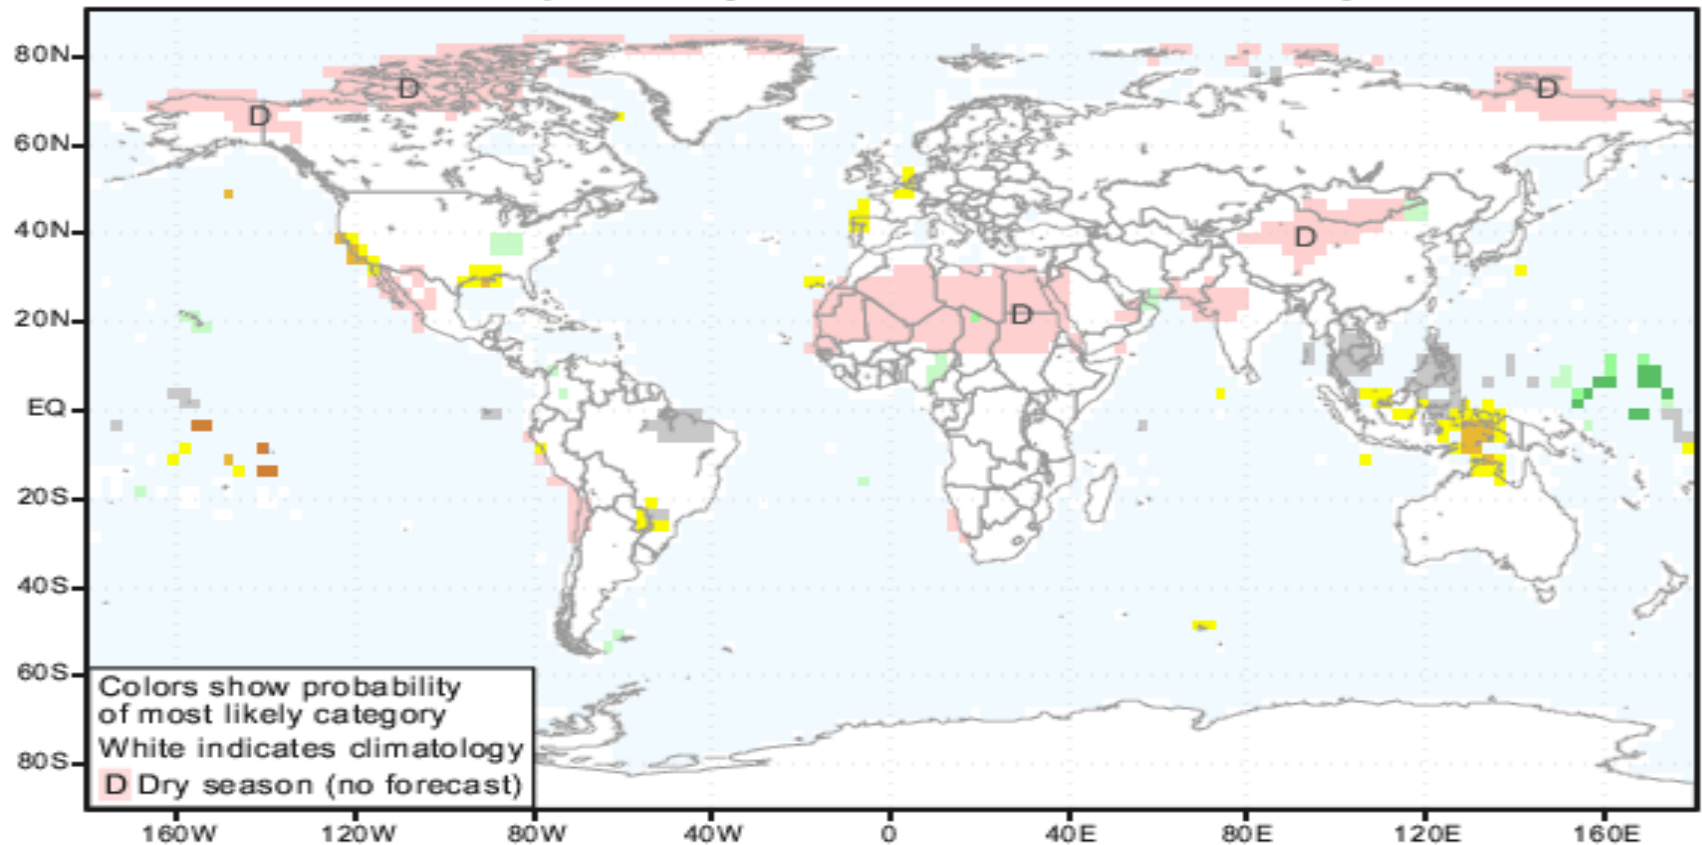 80N
D
D
D
60N
40N
D
20N
D
EQ
20S
40S
60S
Colors show probability
of most likely category
White indicates climatology
80S
D Dry season (no forecast)
160W 120W 80W 40W 0 40E 80E 120E 160E